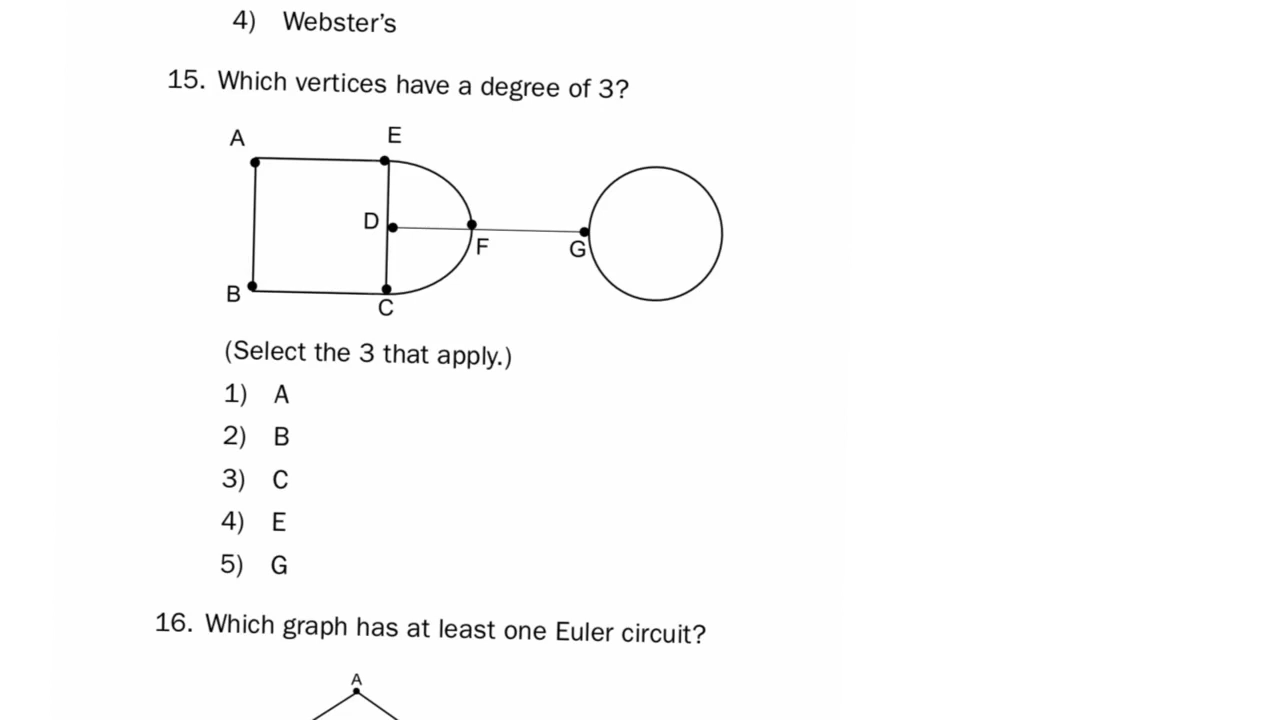 4) Webster’s
15. Which vertices have a degree of 3?
A
E
D
F
G
B
C
(Select the 3 that apply.)
1) A
2) B
3) C
4) E
5) G
16. Which graph has at least one Euler circuit?
A